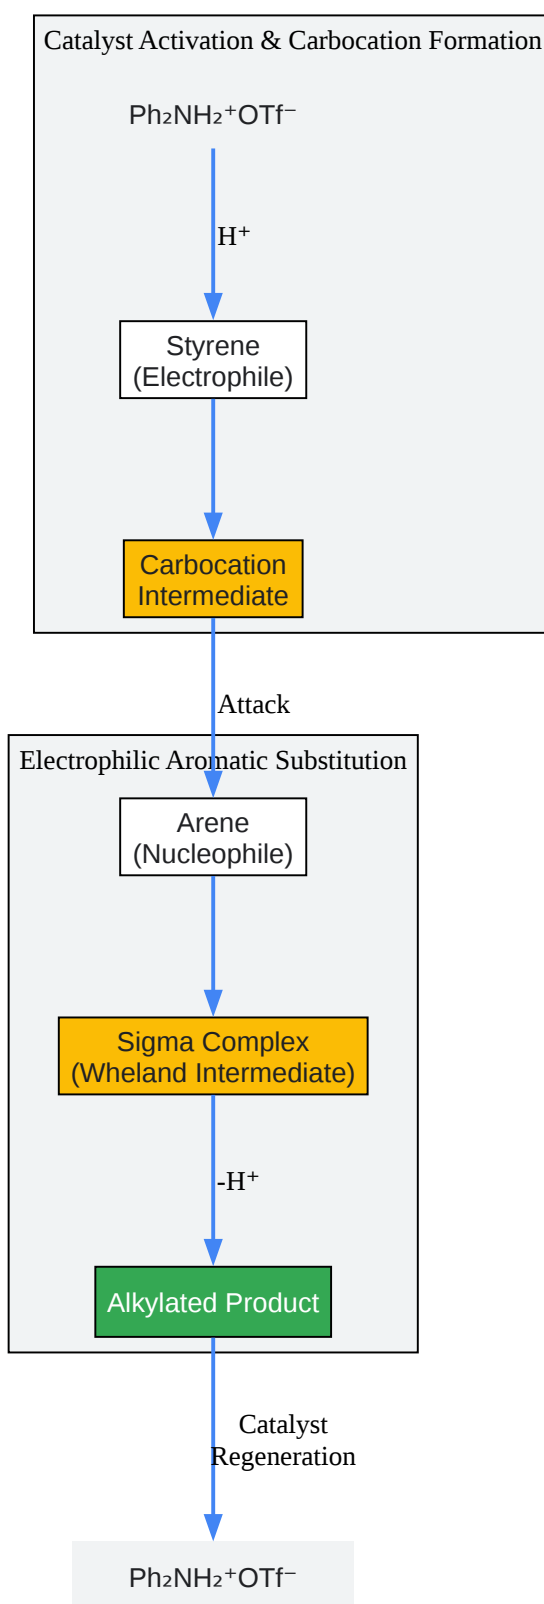 Catalyst Activation & Carbocation Formation
Ph₂NH₂⁺OTf⁻
H⁺
Styrene
(Electrophile)
Carbocation
Intermediate
Attack
Electrophilic Aromatic Substitution
Arene
(Nucleophile)
Sigma Complex
(Wheland Intermediate)
-H⁺
Alkylated Product
Catalyst
Regeneration
Ph₂NH₂⁺OTf⁻